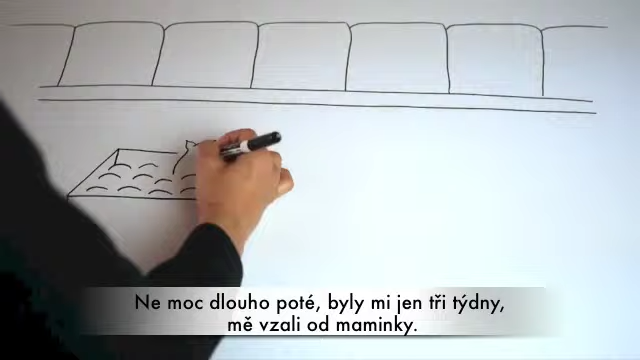 Ne moc dlouho poté, byly mi jen tři týdny,
mě vzali od maminky.